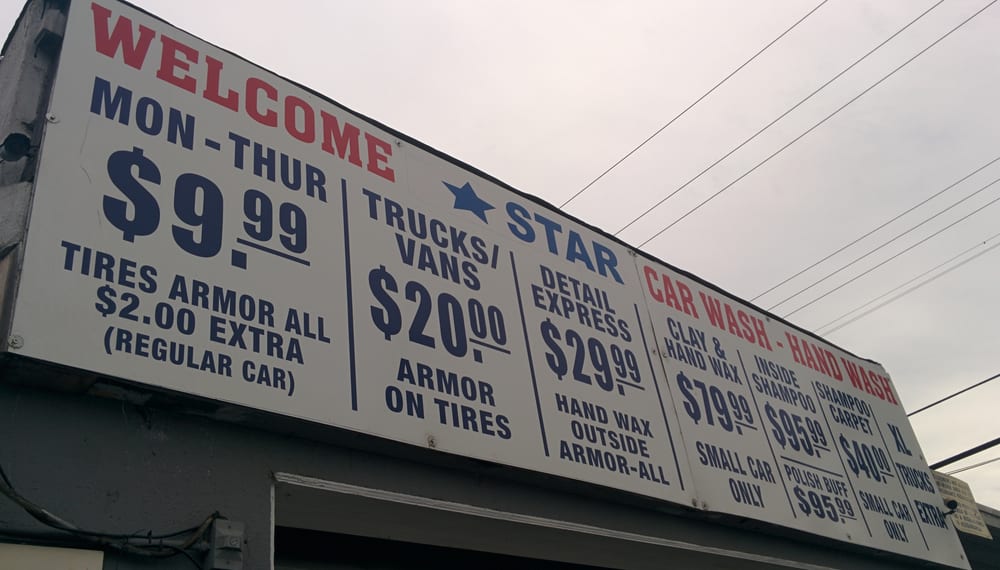 WELCOME
★ STAR
CAR WASH - HAND WASH
MON - THUR
$9.99
TIRES ARMOR ALL
$2.00 EXTRA
(REGULAR CAR)
TRUCKS/
VANS
$20.00
ARMOR
ON TIRES
DETAIL
EXPRESS
$29.99
HAND WAX
OUTSIDE
ARMOR-ALL
CLAY &
HAND WAX
$79.99
SMALL CAR
ONLY
INSIDE
SHAMPOO
$95.99
POLISH BUFF
$95.99
SHAMPOO
CARPET
$40.00
SMALL CAR
ONLY
XL
TRUCKS
EXTRA